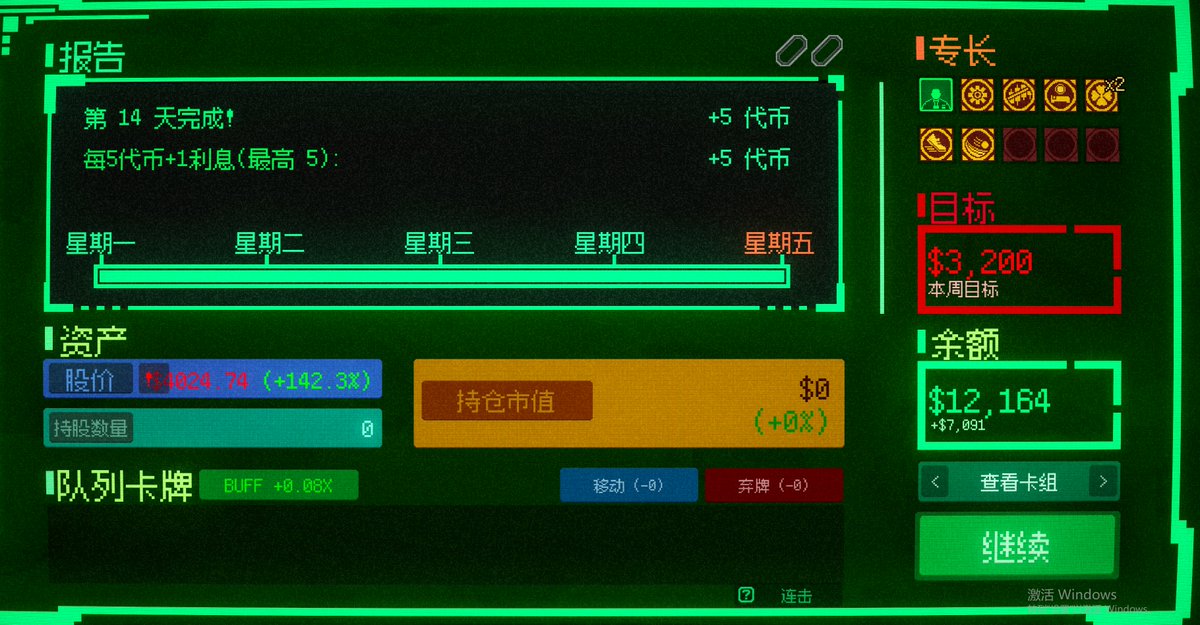 报告
第 14 天完成!
+5 代币
每5代币+1利息(最高 5):
+5 代币
星期一
星期二
星期三
星期四
星期五
资产
股价
$4024.74 (+142.3%)
持股数量
0
持仓市值
$0
(+0%)
队列卡牌
BUFF +0.08X
移动 (-0)
弃牌 (-0)
? 连击
专长
x2
目标
$3,200
本周目标
余额
$12,164
+$7,091
< 查看卡组 >
继续
激活 Windows